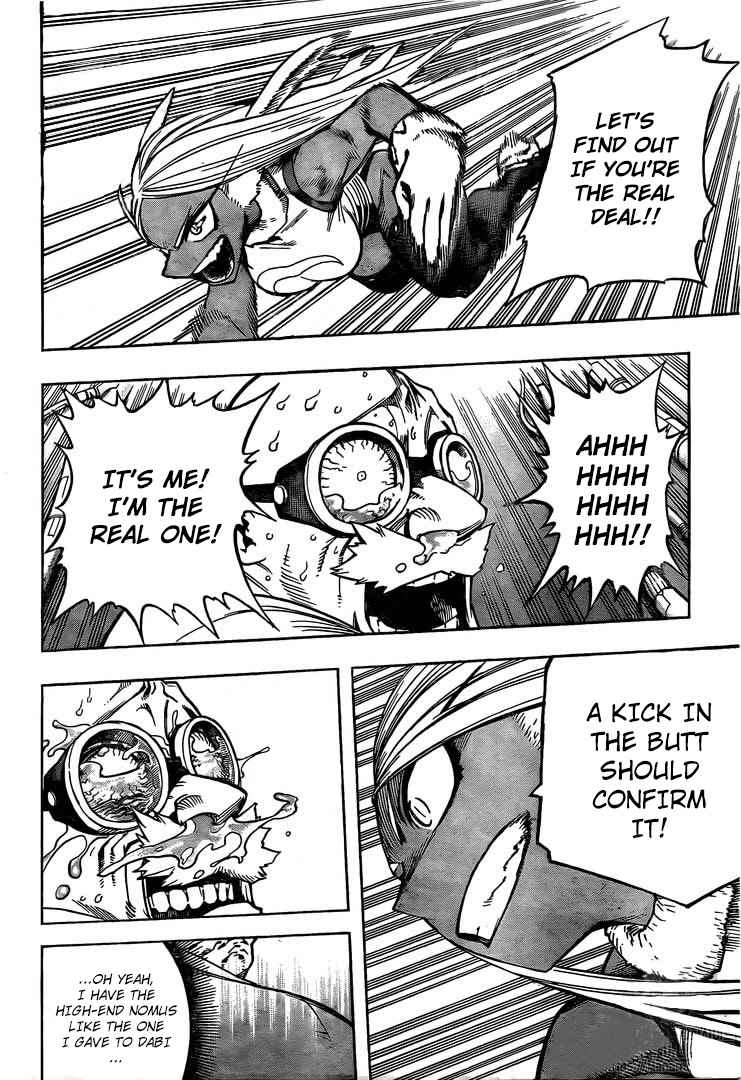 LET'S
FIND OUT
IF YOU'RE
THE REAL
DEAL!!
AHHH
HHHH
HHHH
HHH!!
IT'S ME!
I'M THE
REAL ONE!
A KICK IN
THE BUTT
SHOULD
CONFIRM
IT!
...OH YEAH,
I HAVE THE
HIGH-END NOMUS
LIKE THE ONE
I GAVE TO DABI
...